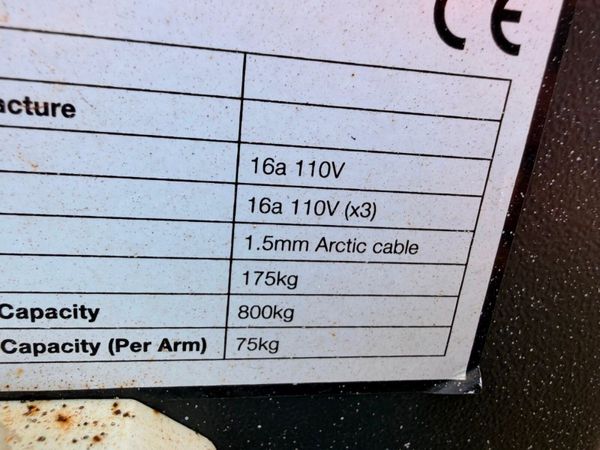 CE
acture
16a 110V
16a 110V (x3)
1.5mm Arctic cable
175kg
Capacity 800kg
Capacity (Per Arm) 75kg